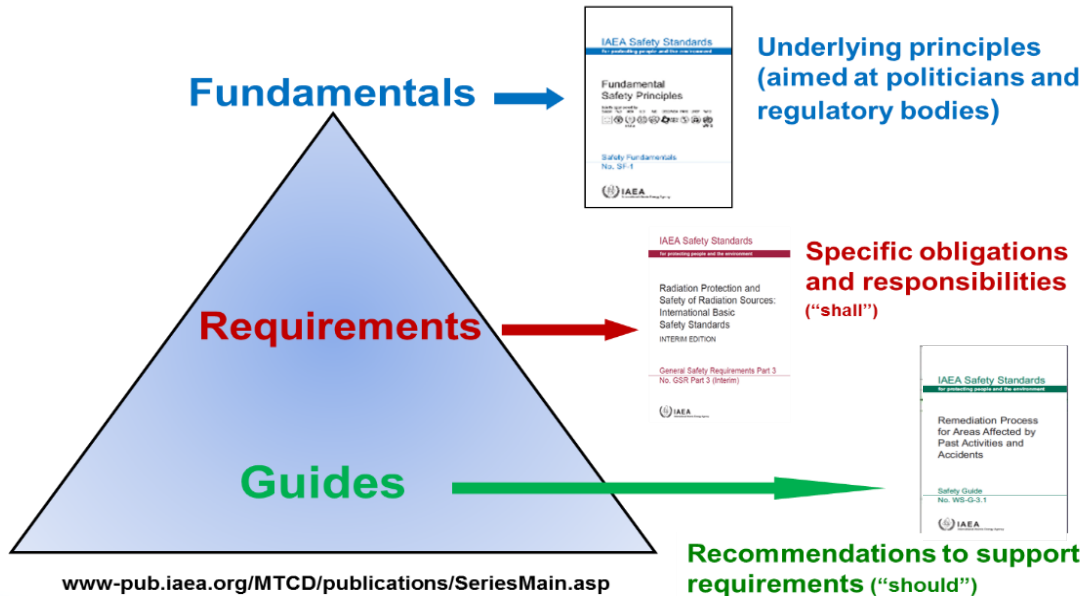 Fundamentals
IAEA Safety Standards
for protecting people and the environment
Fundamental
Safety Principles
Safety Fundamentals
No. SF-1
IAEA
International Atomic Energy Agency
Underlying principles
(aimed at politicians and
regulatory bodies)
Requirements
IAEA Safety Standards
for protecting people and the environment
Radiation Protection and
Safety of Radiation Sources:
International Basic
Safety Standards
INTERIM EDITION
General Safety Requirements Part 3
No. GSR Part 3 (Interim)
IAEA
Specific obligations
and responsibilities
(“shall”)
Guides
IAEA Safety Standards
for protecting people and the environment
Remediation Process
for Areas Affected by
Past Activities and
Accidents
Safety Guide
No. WS-G-3.1
IAEA
Recommendations to support
requirements (“should”)
www-pub.iaea.org/MTCD/publications/SeriesMain.asp